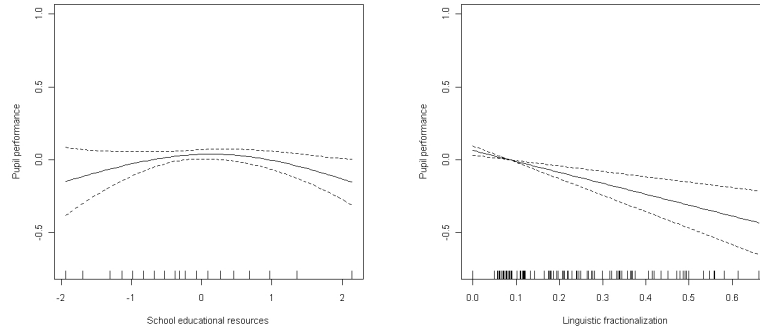 1.0
0.5
0.0
-0.5
Pupil performance
-2 -1 0 1 2
School educational resources
1.0
0.5
0.0
-0.5
Pupil performance
0.0 0.1 0.2 0.3 0.4 0.5 0.6
Linguistic fractionalization